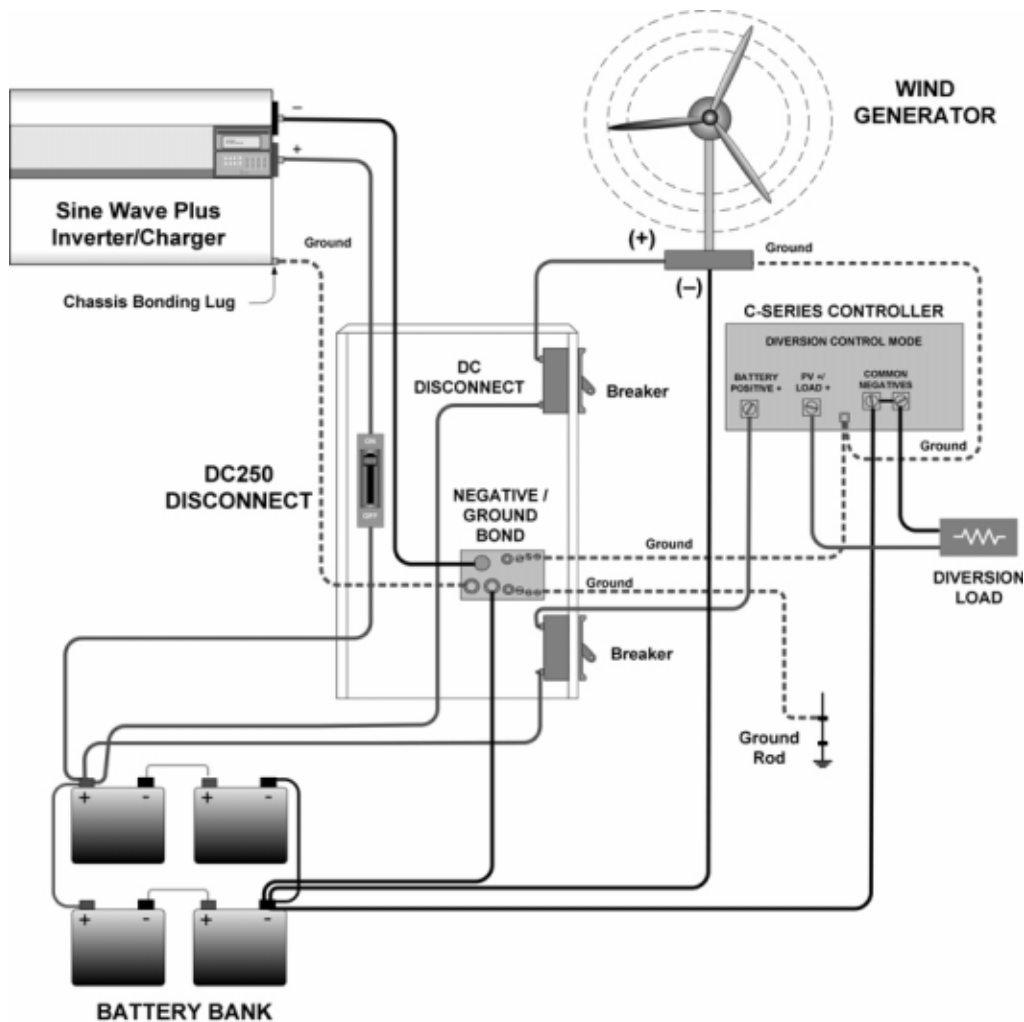 WIND
GENERATOR
–
+
Sine Wave Plus
Inverter/Charger
Ground
Chassis Bonding Lug
(+)
Ground
(–)
C-SERIES CONTROLLER
DIVERSION CONTROL MODE
BATTERY
POSITIVE +
PV +/
LOAD +
COMMON
NEGATIVES
Ground
DC
DISCONNECT
Breaker
ON
OFF
DC250
DISCONNECT
NEGATIVE /
GROUND
BOND
Ground
Ground
DIVERSION
LOAD
Breaker
Ground
Rod
+ - + -
+ - + -
BATTERY BANK